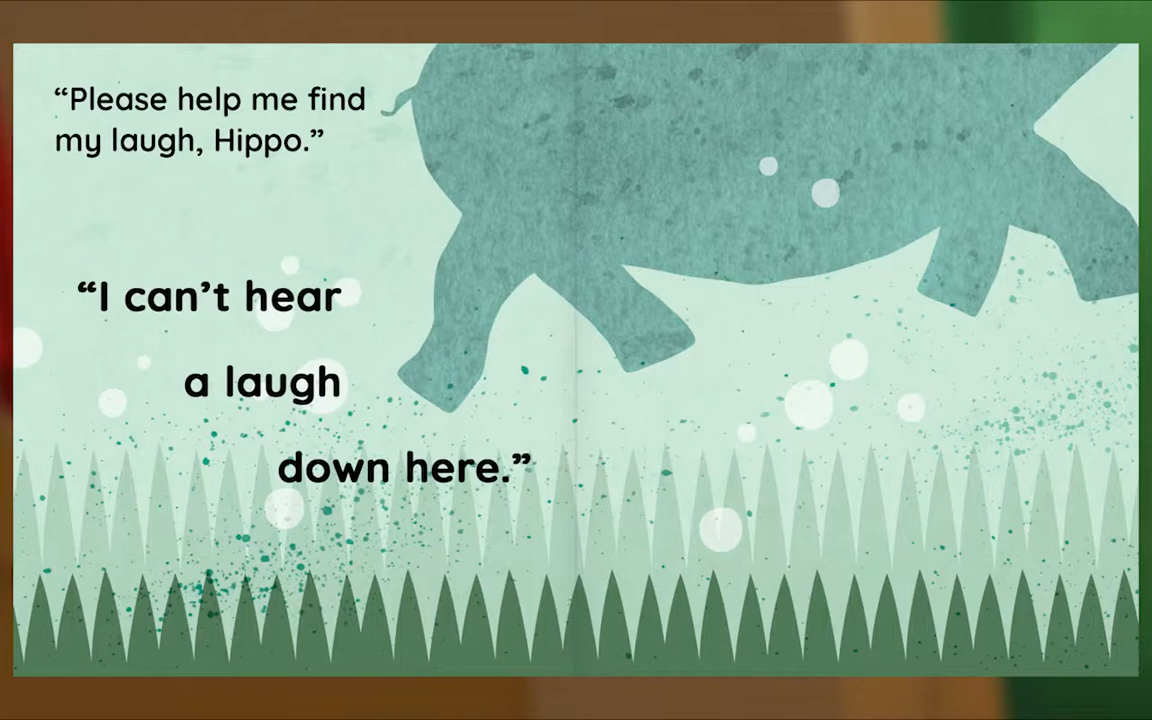 “Please help me find
my laugh, Hippo.”
“I can’t hear
a laugh
down here.”